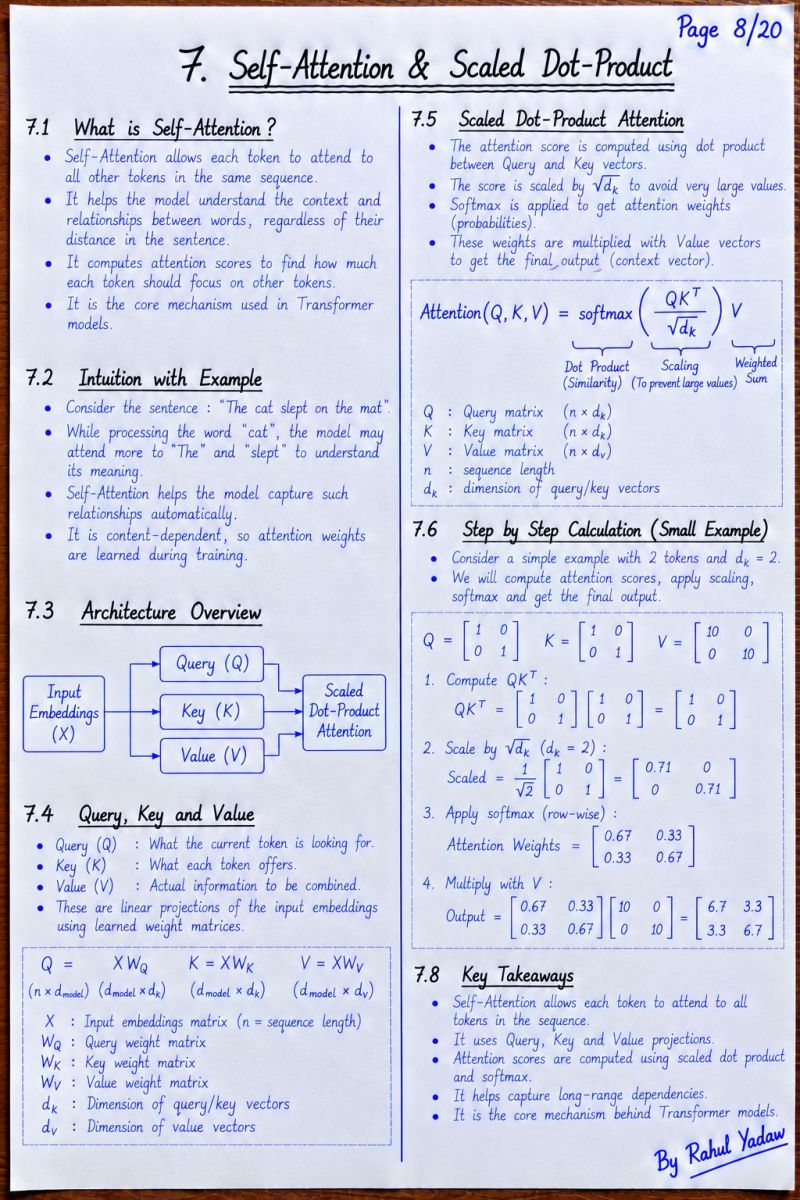 Page 8/20
7. Self-Attention & Scaled Dot-Product
7.1 What is Self-Attention?
• Self-Attention allows each token to attend to
all other tokens in the same sequence.
• It helps the model understand the context and
relationships between words, regardless of their
distance in the sentence.
• It computes attention scores to find how much
each token should focus on other tokens.
• It is the core mechanism used in Transformer
models.
7.2 Intuition with Example
• Consider the sentence : "The cat slept on the mat".
• While processing the word "cat", the model may
attend more to "The" and "slept" to understand
its meaning.
• Self-Attention helps the model capture such
relationships automatically.
• It is content-dependent, so attention weights
are learned during training.
7.3 Architecture Overview
Input
Embeddings
(X)
Query (Q)
Key (K)
Value (V)
Scaled
Dot-Product
Attention
7.4 Query, Key and Value
• Query (Q) : What the current token is looking for.
• Key (K) : What each token offers.
• Value (V) : Actual information to be combined.
• These are linear projections of the input embeddings
using learned weight matrices.
Q = XW_Q K = XW_K V = XW_V
(n × d_model) (d_model × d_k) (d_model × d_k) (d_model × d_v)
X : Input embeddings matrix (n = sequence length)
W_Q : Query weight matrix
W_K : Key weight matrix
W_V : Value weight matrix
d_k : Dimension of query/key vectors
d_v : Dimension of value vectors
7.5 Scaled Dot-Product Attention
• The attention score is computed using dot product
between Query and Key vectors.
• The score is scaled by √d_k to avoid very large values.
• Softmax is applied to get attention weights
(probabilities).
• These weights are multiplied with Value vectors
to get the final output (context vector).
Attention(Q, K, V) = softmax (QK^T / √d_k) V
Dot Product Scaling Weighted
(Similarity) (To prevent large values) Sum
Q : Query matrix (n × d_k)
K : Key matrix (n × d_k)
V : Value matrix (n × d_v)
n : sequence length
d_k : dimension of query/key vectors
7.6 Step by Step Calculation (Small Example)
• Consider a simple example with 2 tokens and d_k = 2.
• We will compute attention scores, apply scaling,
softmax and get the final output.
Q = [1 0] K = [1 0] V = [10 0]
[0 1] [0 1] [0 10]
1. Compute QK^T :
QK^T = [1 0] [1 0] = [1 0]
[0 1] [0 1] [0 1]
2. Scale by √d_k (d_k = 2) :
Scaled = 1/√2 [1 0] = [0.71 0]
[0 1] [0 0.71]
3. Apply softmax (row-wise) :
Attention Weights = [0.67 0.33]
[0.33 0.67]
4. Multiply with V :
Output = [0.67 0.33] [10 0] = [6.7 3.3]
[0.33 0.67] [0 10] [3.3 6.7]
7.8 Key Takeaways
• Self-Attention allows each token to attend to all
tokens in the sequence.
• It uses Query, Key and Value projections.
• Attention scores are computed using scaled dot product
and softmax.
• It helps capture long-range dependencies.
• It is the core mechanism behind Transformer models.
By Rahul Yadaw